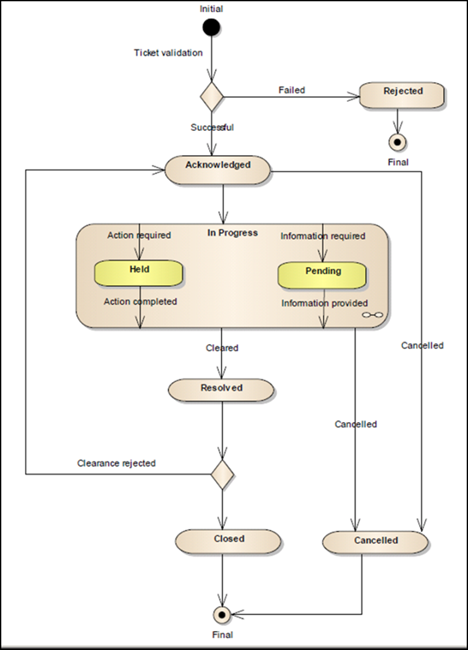 Initial
Ticket validation
Failed
Rejected
Successful
Final
Acknowledged
In Progress
Action required
Information required
Held
Pending
Action completed
Information provided
Cleared
Cancelled
Resolved
Cancelled
Clearance rejected
Closed
Cancelled
Final